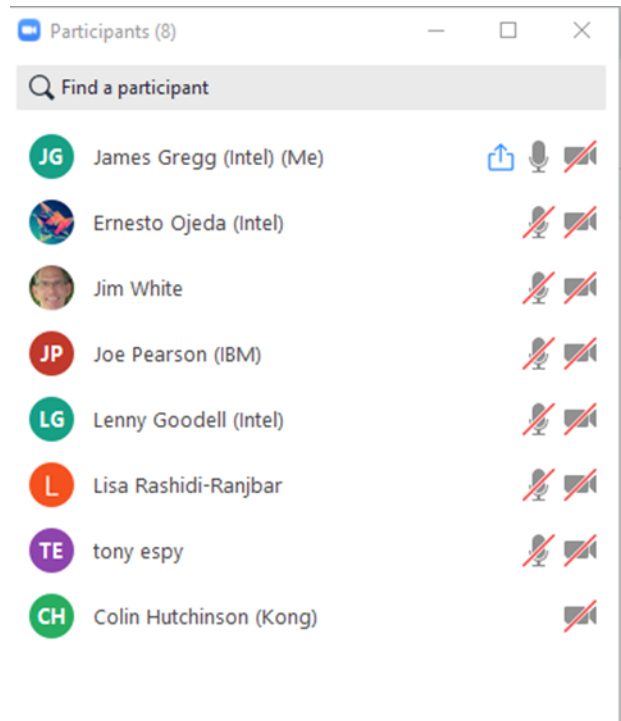 Participants (8)
Find a participant
JG James Gregg (Intel) (Me)
Ernesto Ojeda (Intel)
Jim White
JP Joe Pearson (IBM)
LG Lenny Goodell (Intel)
L Lisa Rashidi-Ranjbar
TE tony espy
CH Colin Hutchinson (Kong)